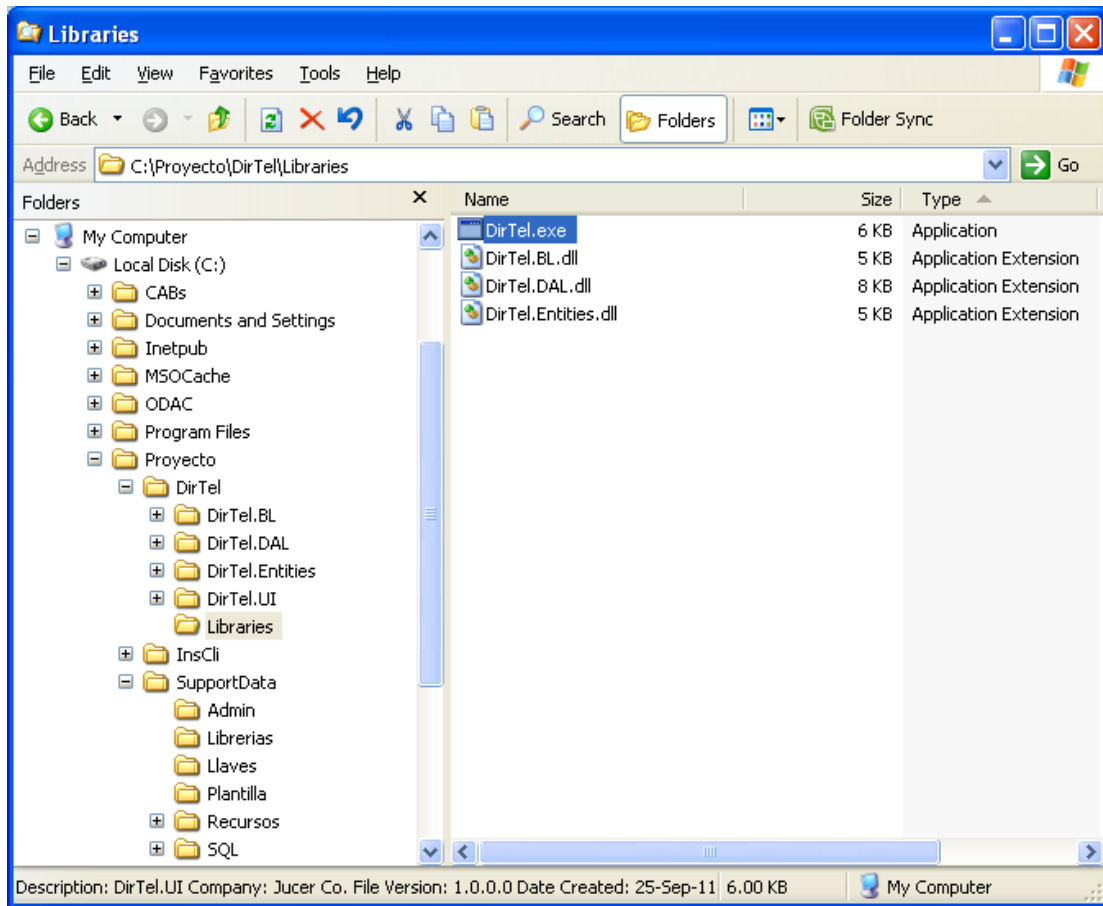 Libraries
File Edit View Favorites Tools Help
Back Search Folders Folder Sync
Address C:\Proyecto\DirTel\Libraries Go
Folders × Name Size Type
My Computer
Local Disk (C:)
CABs
Documents and Settings
Inetpub
MSOCache
ODAC
Program Files
Proyecto
DirTel
DirTel.BL
DirTel.DAL
DirTel.Entities
DirTel.UI
Libraries
InsCli
SupportData
Admin
Librerias
Llaves
Plantilla
Recursos
SQL
DirTel.exe 6 KB Application
DirTel.BL.dll 5 KB Application Extension
DirTel.DAL.dll 8 KB Application Extension
DirTel.Entities.dll 5 KB Application Extension
Description: DirTel.UI Company: Jucer Co. File Version: 1.0.0.0 Date Created: 25-Sep-11 6.00 KB My Computer